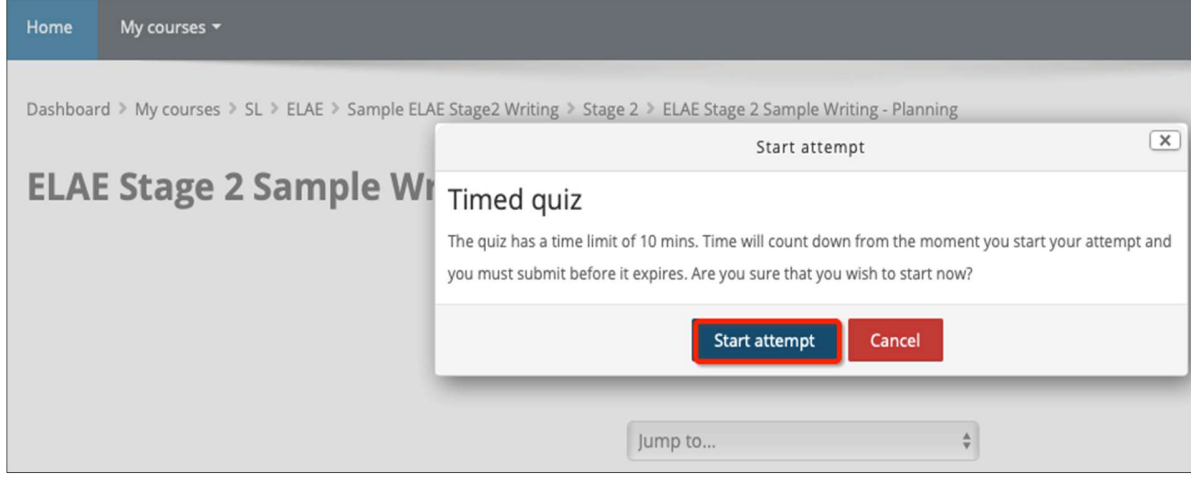 Home My courses
Dashboard > My courses > SL > ELAE > Sample ELAE Stage2 Writing > Stage 2 > ELAE Stage 2 Sample Writing - Planning
Start attempt
x
ELAE Stage 2 Sample Wr
Timed quiz
The quiz has a time limit of 10 mins. Time will count down from the moment you start your attempt and
you must submit before it expires. Are you sure that you wish to start now?
Start attempt Cancel
Jump to...